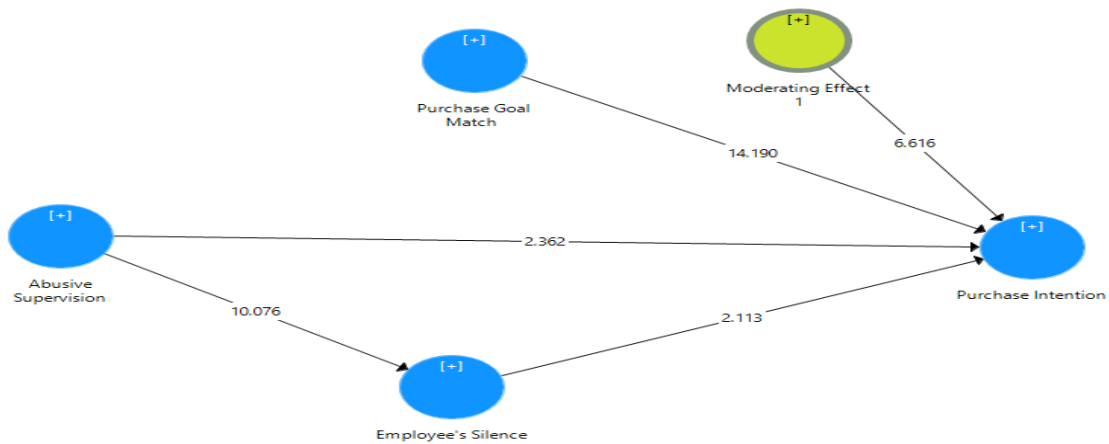 [+]
[+]
Moderating Effect
1
Purchase Goal
Match
6.616
14.190
[+]
[+]
2.362
Abusive
Supervision
Purchase Intention
10.076
2.113
[+]
Employee's Silence